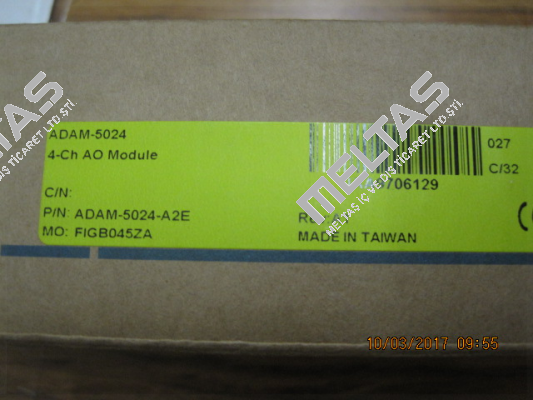 ADAM-5024
4-Ch AO Module
027
C/32
706129
C/N:
P/N: ADAM-5024-A2E
MO: FIGB045ZA
MADE IN TAIWAN
MELTAS
MELTAŞ İÇ VE DIŞ TİCARET LTD ŞTİ.
10/03/2017 09:55